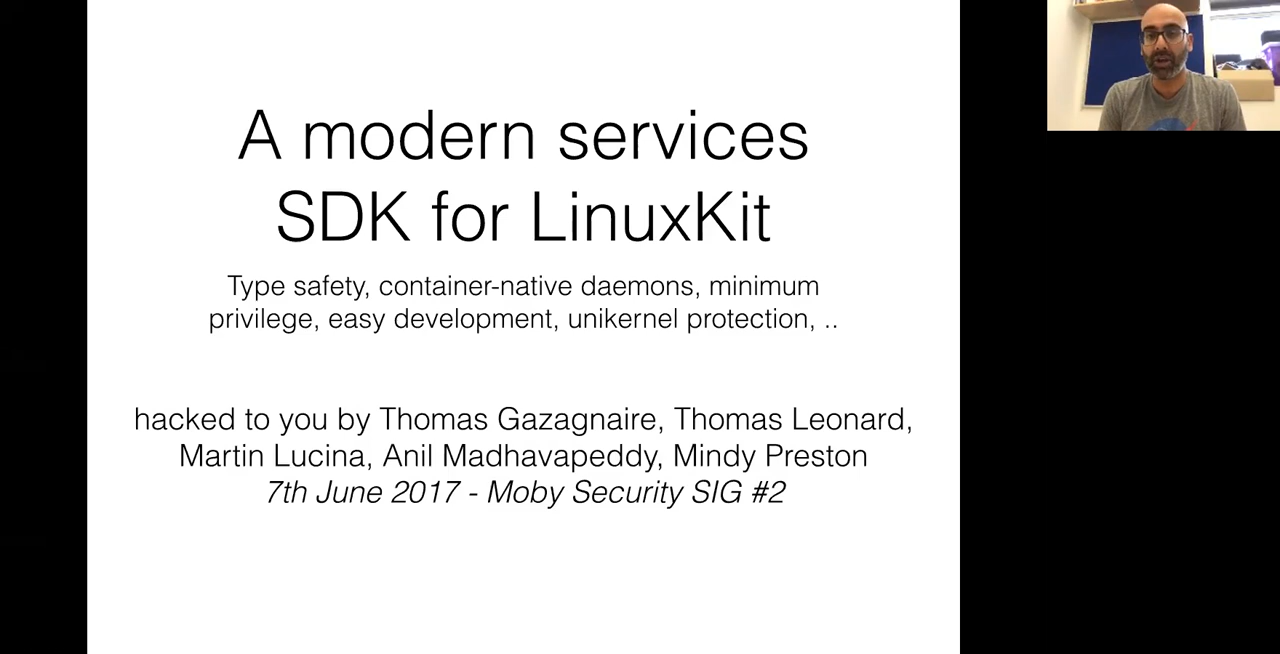 A modern services
SDK for LinuxKit
Type safety, container-native daemons, minimum
privilege, easy development, unikernel protection, ..
hacked to you by Thomas Gazagnaire, Thomas Leonard,
Martin Lucina, Anil Madhavapeddy, Mindy Preston
7th June 2017 - Moby Security SIG #2